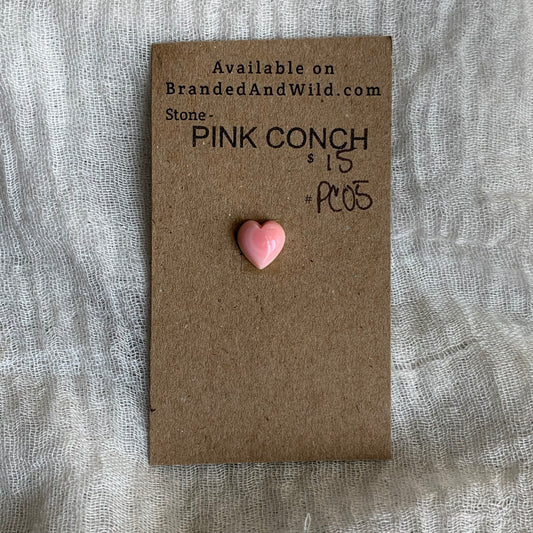 Available on
BrandedAndWild.com
Stone-
PINK CONCH
$ 15
# PC05